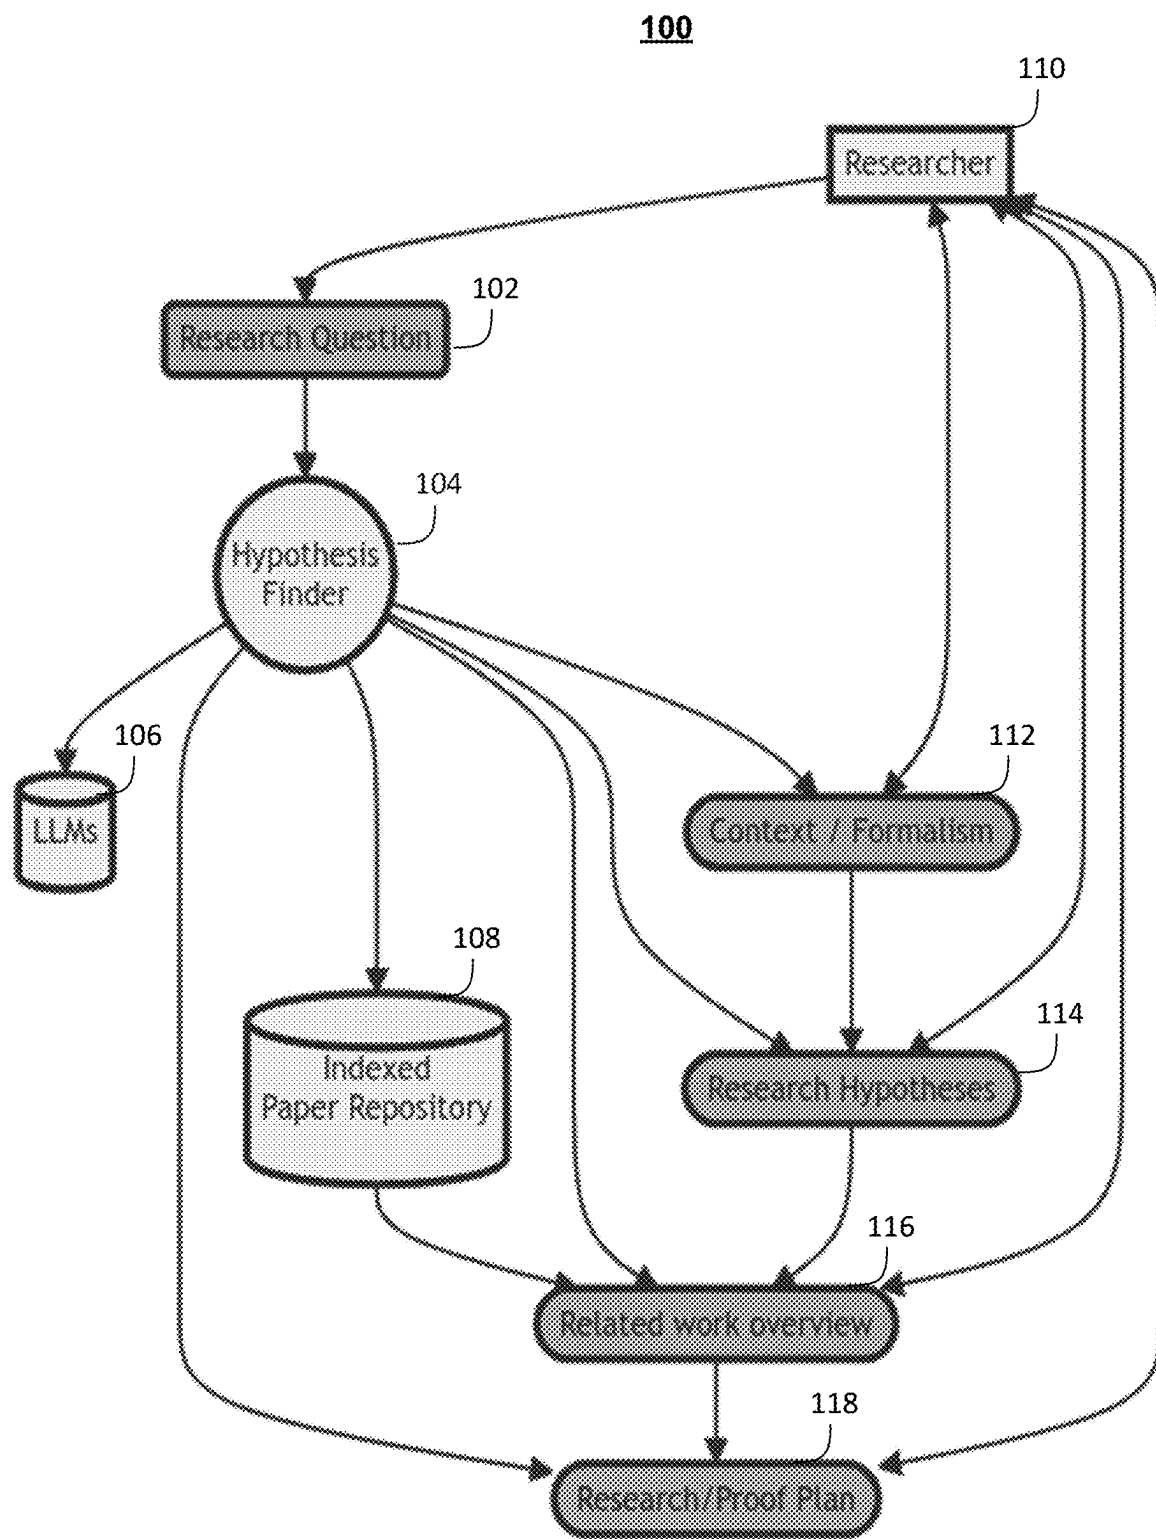 100
110
Researcher
102
Research Question
104
Hypothesis
Finder
106
LLMs
112
Context / Formalism
108
Indexed
Paper Repository
114
Research Hypotheses
116
Related work overview
118
Research/Proof Plan